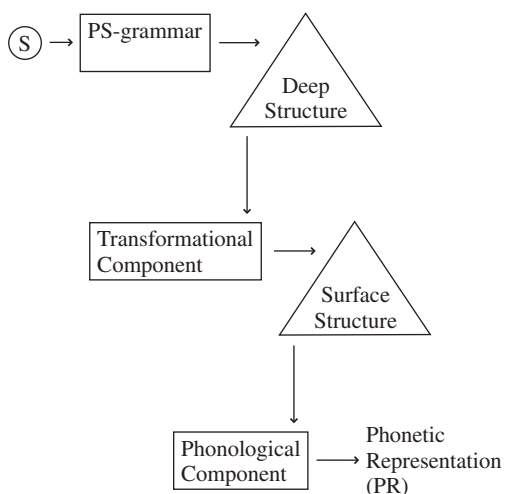 S
PS-grammar
Deep
Structure
Transformational
Component
Surface
Structure
Phonological
Component
Phonetic
Representation
(PR)